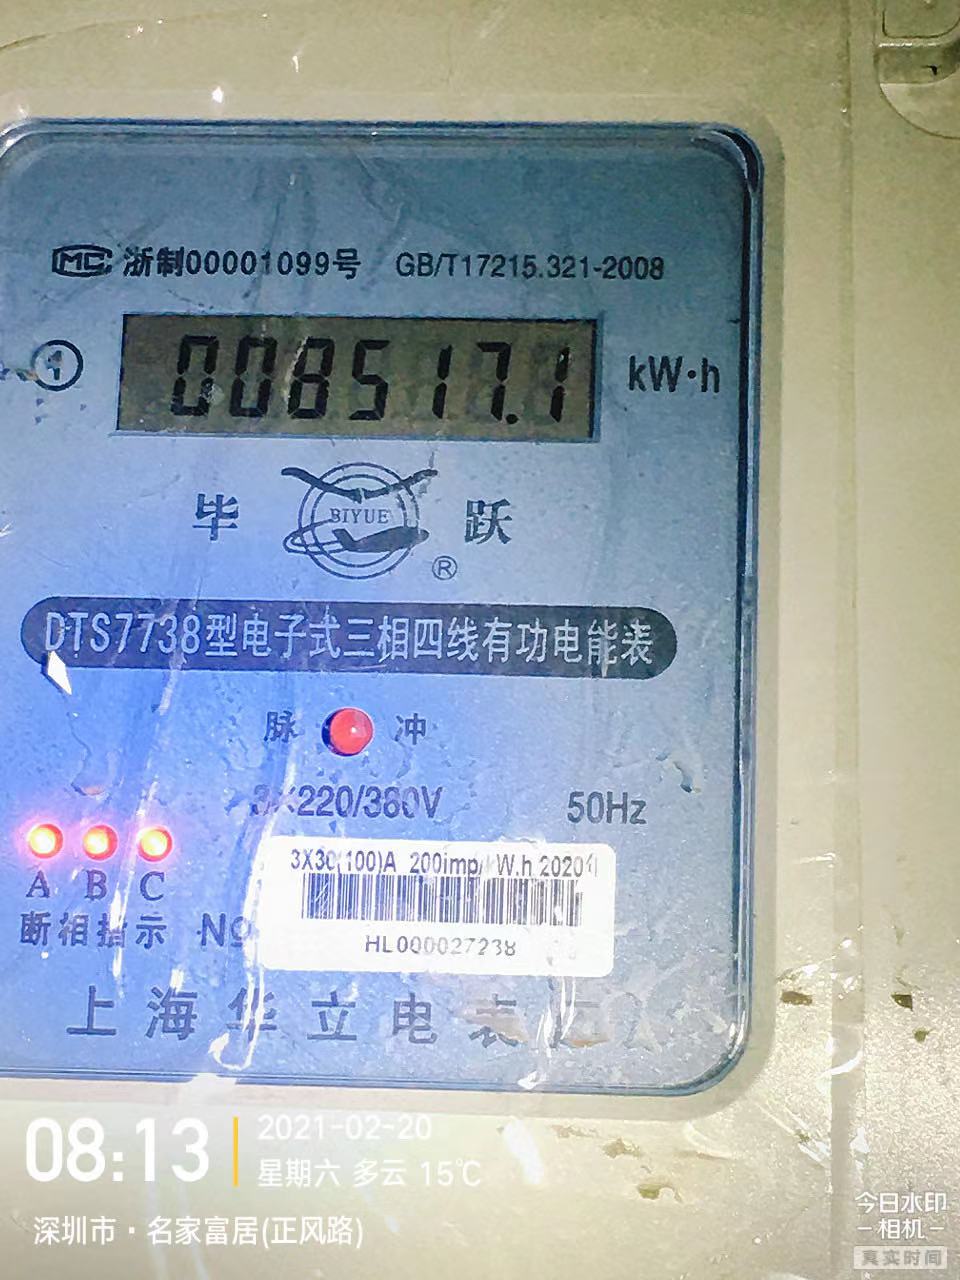 MC 浙制00001099号 GB/T17215.321-2008
1 008517.1 kW·h
毕 BIYUE 跃 ®
DTS7738型电子式三相四线有功电能表
脉 冲
3×220/380V 50Hz
3X30(100)A 200imp/kW.h 2020
A B C
断相指示 №
HL000027238
上海华立电表
08:13
2021-02-20
星期六 多云 15℃
深圳市·名家富居(正风路)
今日水印
-相机-
真实时间